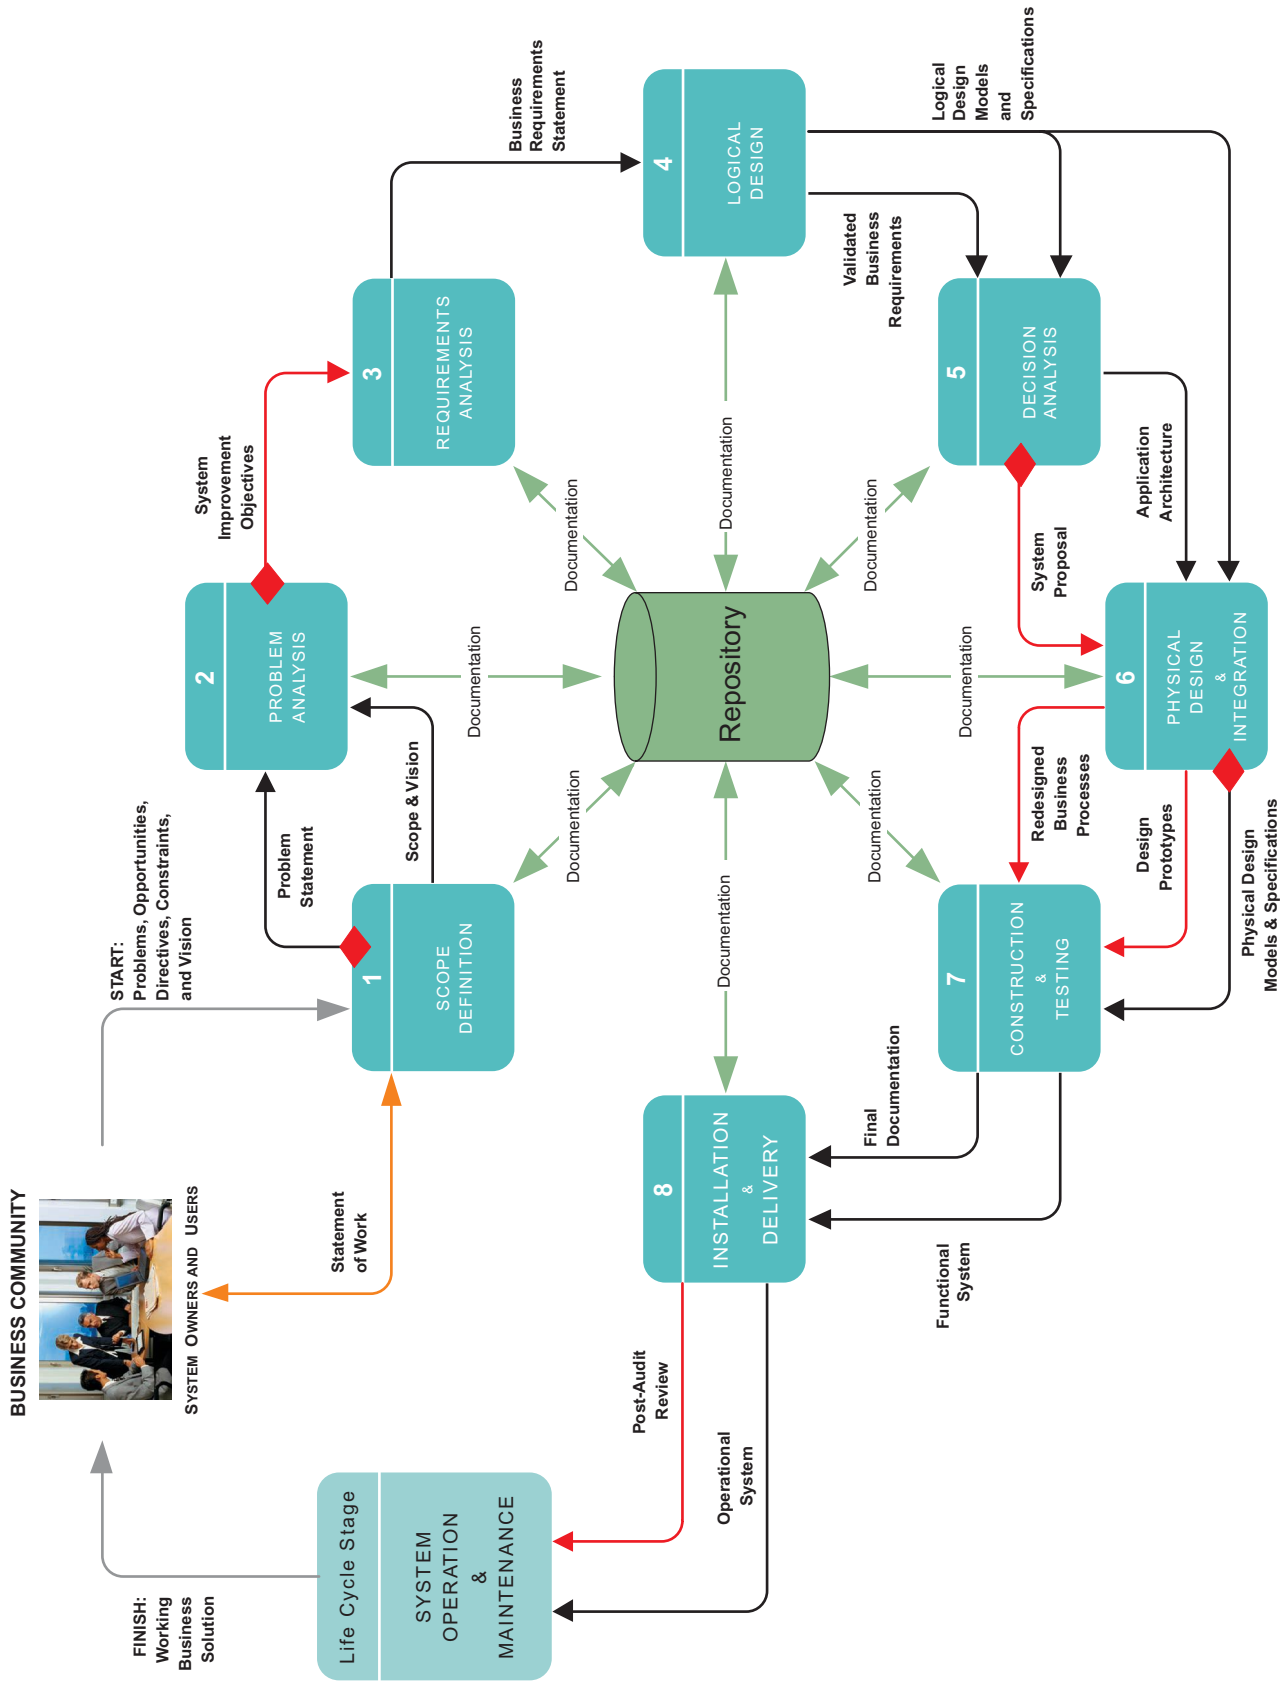 BUSINESS COMMUNITY
SYSTEM OWNERS AND USERS
START:
Problems, Opportunities,
Directives, Constraints,
and Vision
FINISH:
Working
Business
Solution
Statement
of Work
1
SCOPE
DEFINITION
Problem
Statement
Scope & Vision
2
PROBLEM
ANALYSIS
System
Improvement
Objectives
3
REQUIREMENTS
ANALYSIS
Business
Requirements
Statement
4
LOGICAL
DESIGN
Logical
Design
Models
and
Specifications
Validated
Business
Requirements
5
DECISION
ANALYSIS
System
Proposal
Application
Architecture
6
PHYSICAL
DESIGN
&
INTEGRATION
Redesigned
Business
Processes
Design
Prototypes
Physical Design
Models & Specifications
7
CONSTRUCTION
&
TESTING
Final
Documentation
Functional
System
8
INSTALLATION
&
DELIVERY
Post-Audit
Review
Operational
System
Life Cycle Stage
SYSTEM
OPERATION
&
MAINTENANCE
Repository
Documentation
Documentation
Documentation
Documentation
Documentation
Documentation
Documentation
Documentation